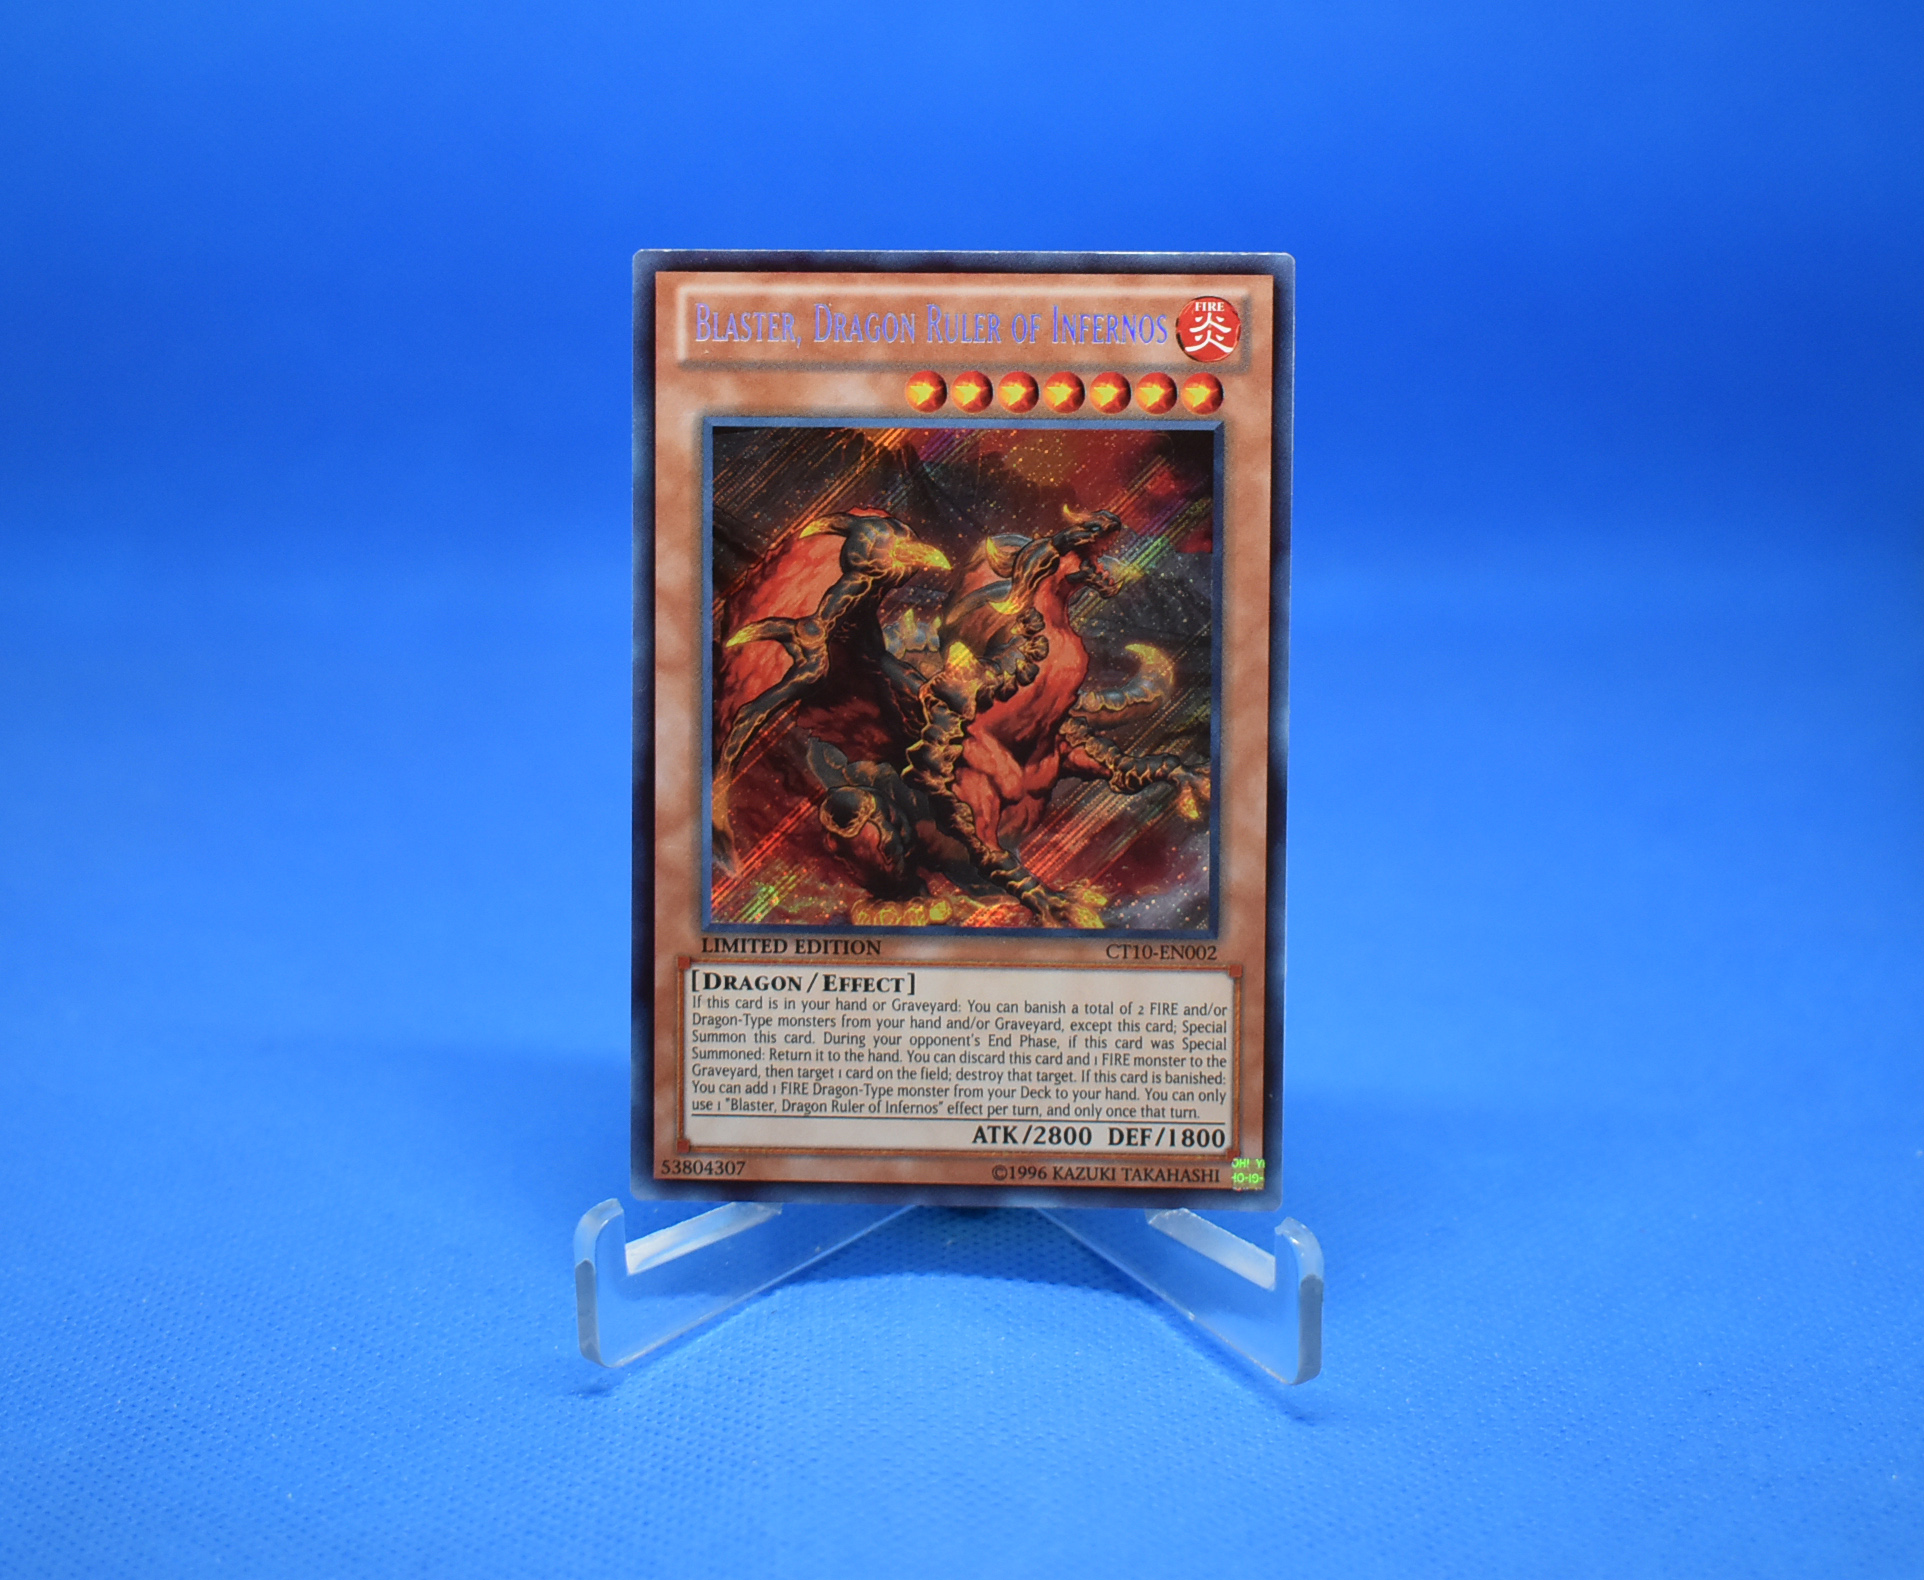 BLASTER, DRAGON RULER OF INFERNOS
FIRE
炎
LIMITED EDITION
CT10-EN002
[DRAGON/EFFECT]
If this card is in your hand or Graveyard: You can banish a total of 2 FIRE and/or
Dragon-Type monsters from your hand and/or Graveyard, except this card; Special
Summon this card. During your opponent's End Phase, if this card was Special
Summoned: Return it to the hand. You can discard this card and 1 FIRE monster to the
Graveyard, then target 1 card on the field; destroy that target. If this card is banished:
You can add 1 FIRE Dragon-Type monster from your Deck to your hand. You can only
use 1 "Blaster, Dragon Ruler of Infernos" effect per turn, and only once that turn.
ATK/2800 DEF/1800
53804307
©1996 KAZUKI TAKAHASHI